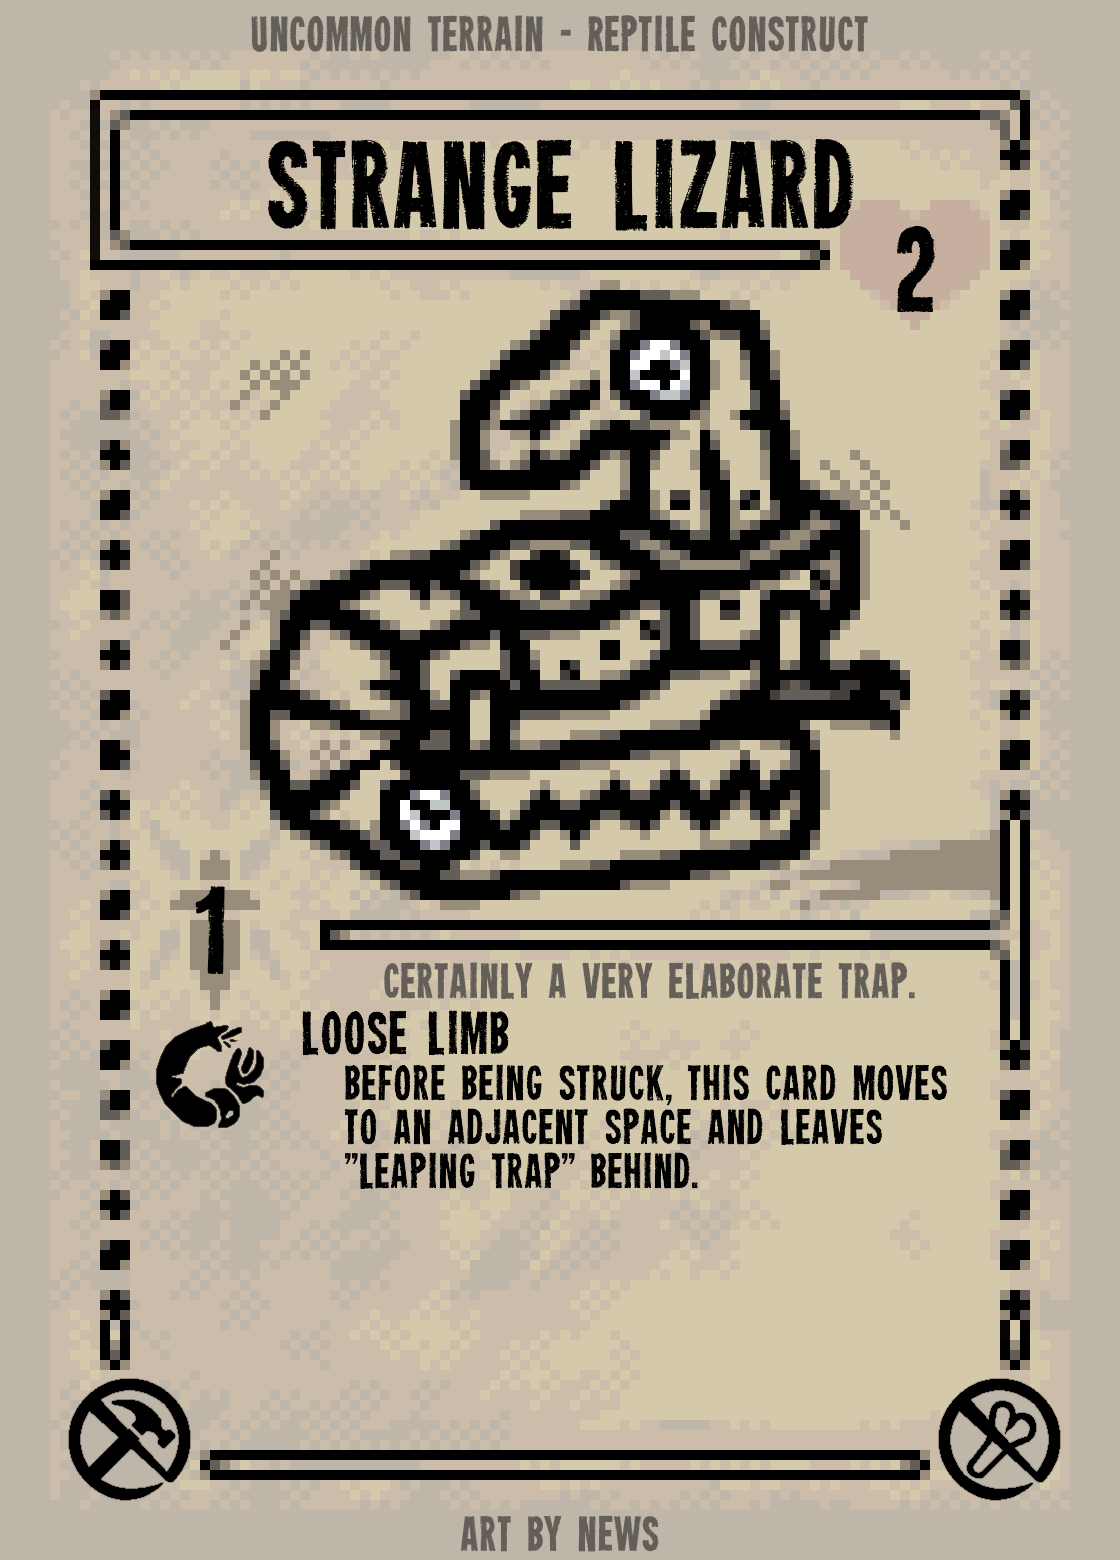 UNCOMMON TERRAIN - REPTILE CONSTRUCT
STRANGE LIZARD
2
1
CERTAINLY A VERY ELABORATE TRAP.
LOOSE LIMB
BEFORE BEING STRUCK, THIS CARD MOVES
TO AN ADJACENT SPACE AND LEAVES
"LEAPING TRAP" BEHIND.
ART BY NEWS